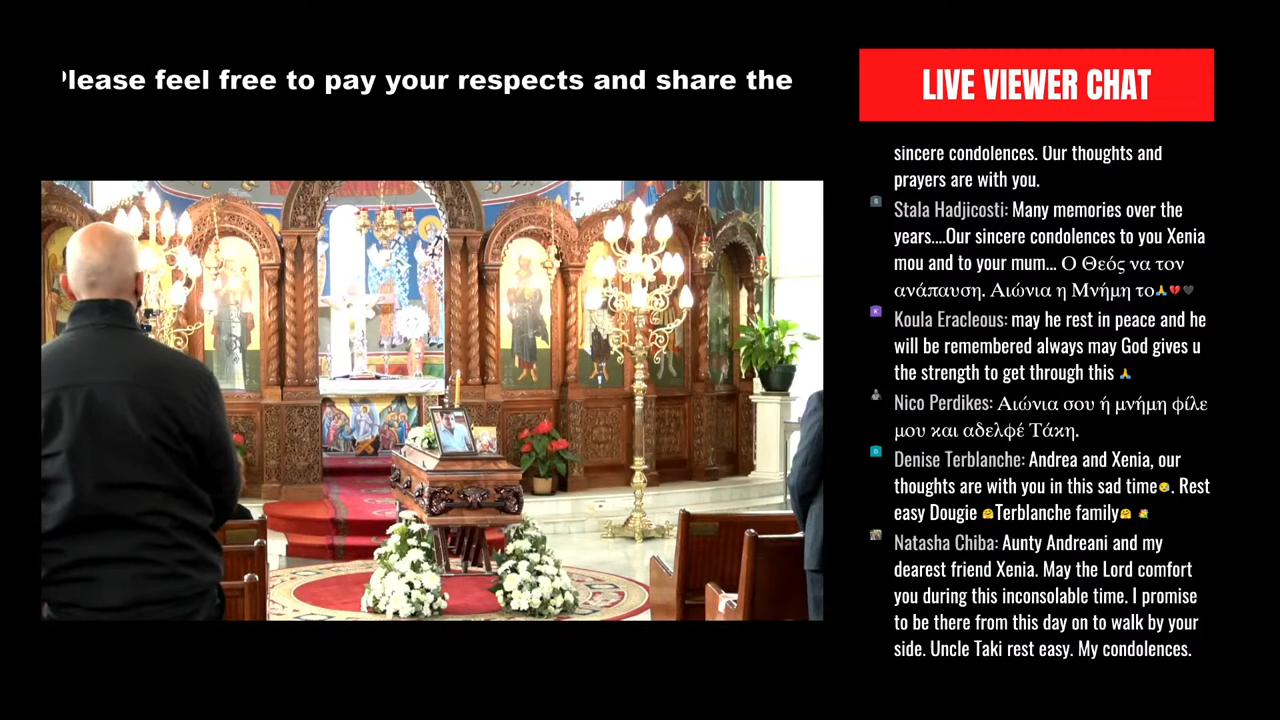 Please feel free to pay your respects and share the
LIVE VIEWER CHAT
sincere condolences. Our thoughts and
prayers are with you.
Stala Hadjicosti: Many memories over the
years....Our sincere condolences to you Xenia
mou and to your mum... Ο Θεός να τον
ανάπαυση. Αιώνια η Μνήμη το🙏💔🖤
Koula Eracleous: may he rest in peace and he
will be remembered always may God gives u
the strength to get through this 🙏
Nico Perdikes: Αιώνια σου ή μνήμη φίλε
μου και αδελφέ Τάκη.
Denise Terblanche: Andrea and Xenia, our
thoughts are with you in this sad time😢. Rest
easy Dougie 🤗Terblanche family🤗 💐
Natasha Chiba: Aunty Andreani and my
dearest friend Xenia. May the Lord comfort
you during this inconsolable time. I promise
to be there from this day on to walk by your
side. Uncle Taki rest easy. My condolences.